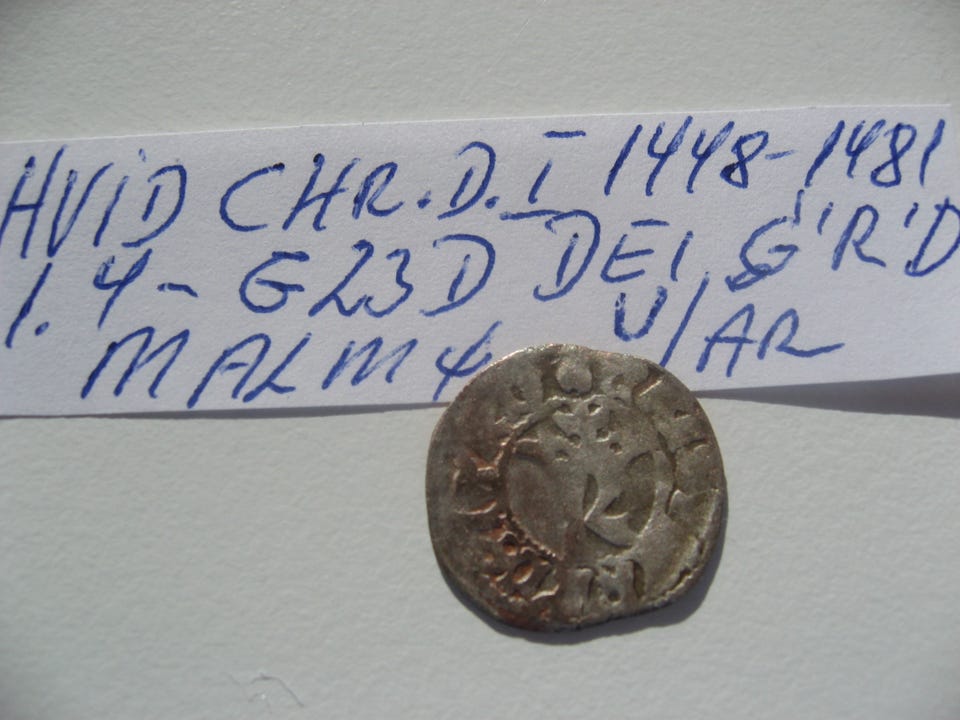 HVID CHR.D.I 1448-1481
1.4- G23D DEI G'R'D
MALMØ U/AR